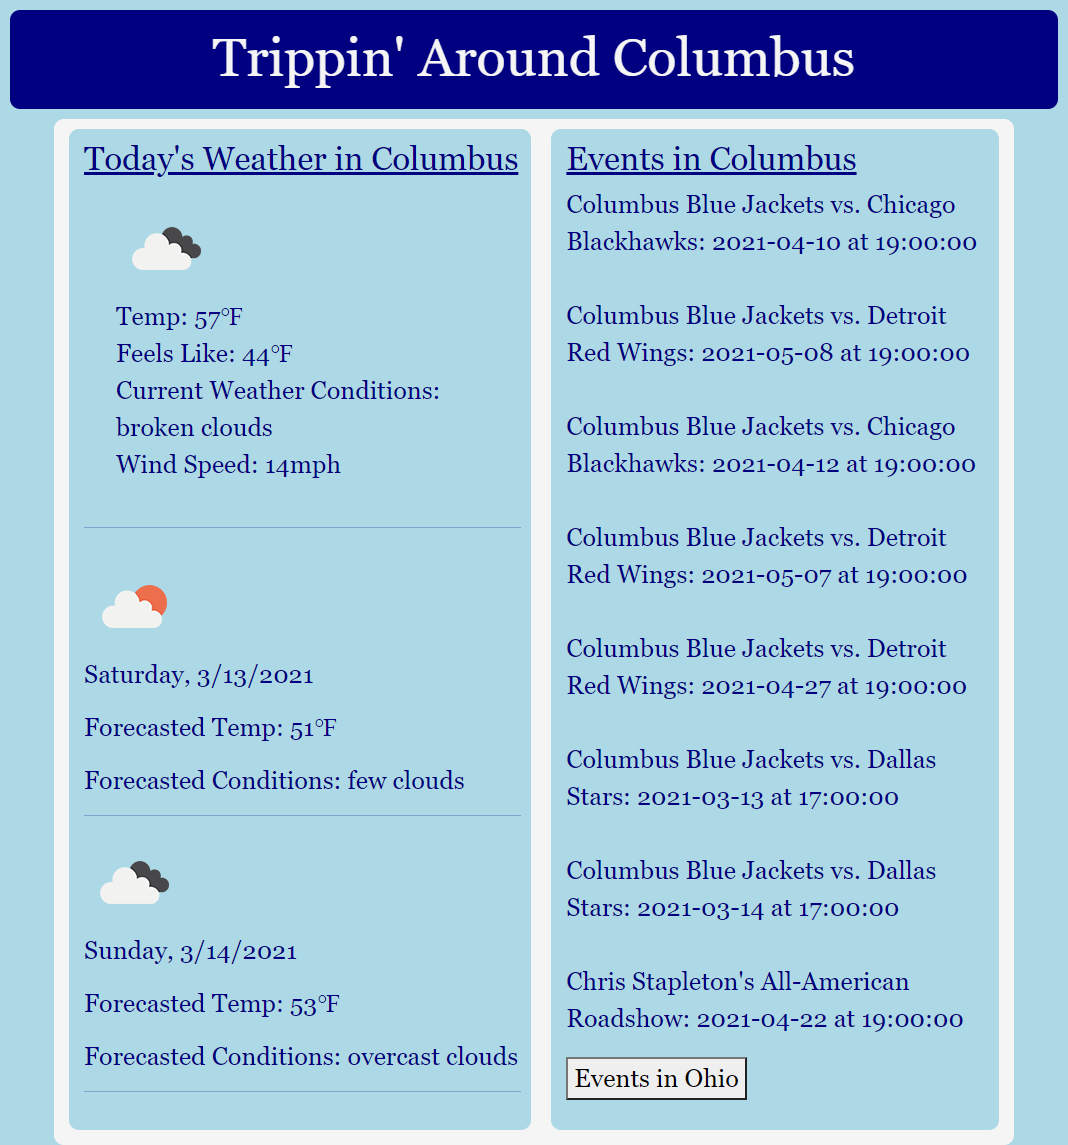 Trippin' Around Columbus
Today's Weather in Columbus
Temp: 57°F
Feels Like: 44°F
Current Weather Conditions:
broken clouds
Wind Speed: 14mph
Saturday, 3/13/2021
Forecasted Temp: 51°F
Forecasted Conditions: few clouds
Sunday, 3/14/2021
Forecasted Temp: 53°F
Forecasted Conditions: overcast clouds
Events in Columbus
Columbus Blue Jackets vs. Chicago
Blackhawks: 2021-04-10 at 19:00:00
Columbus Blue Jackets vs. Detroit
Red Wings: 2021-05-08 at 19:00:00
Columbus Blue Jackets vs. Chicago
Blackhawks: 2021-04-12 at 19:00:00
Columbus Blue Jackets vs. Detroit
Red Wings: 2021-05-07 at 19:00:00
Columbus Blue Jackets vs. Detroit
Red Wings: 2021-04-27 at 19:00:00
Columbus Blue Jackets vs. Dallas
Stars: 2021-03-13 at 17:00:00
Columbus Blue Jackets vs. Dallas
Stars: 2021-03-14 at 17:00:00
Chris Stapleton's All-American
Roadshow: 2021-04-22 at 19:00:00
Events in Ohio